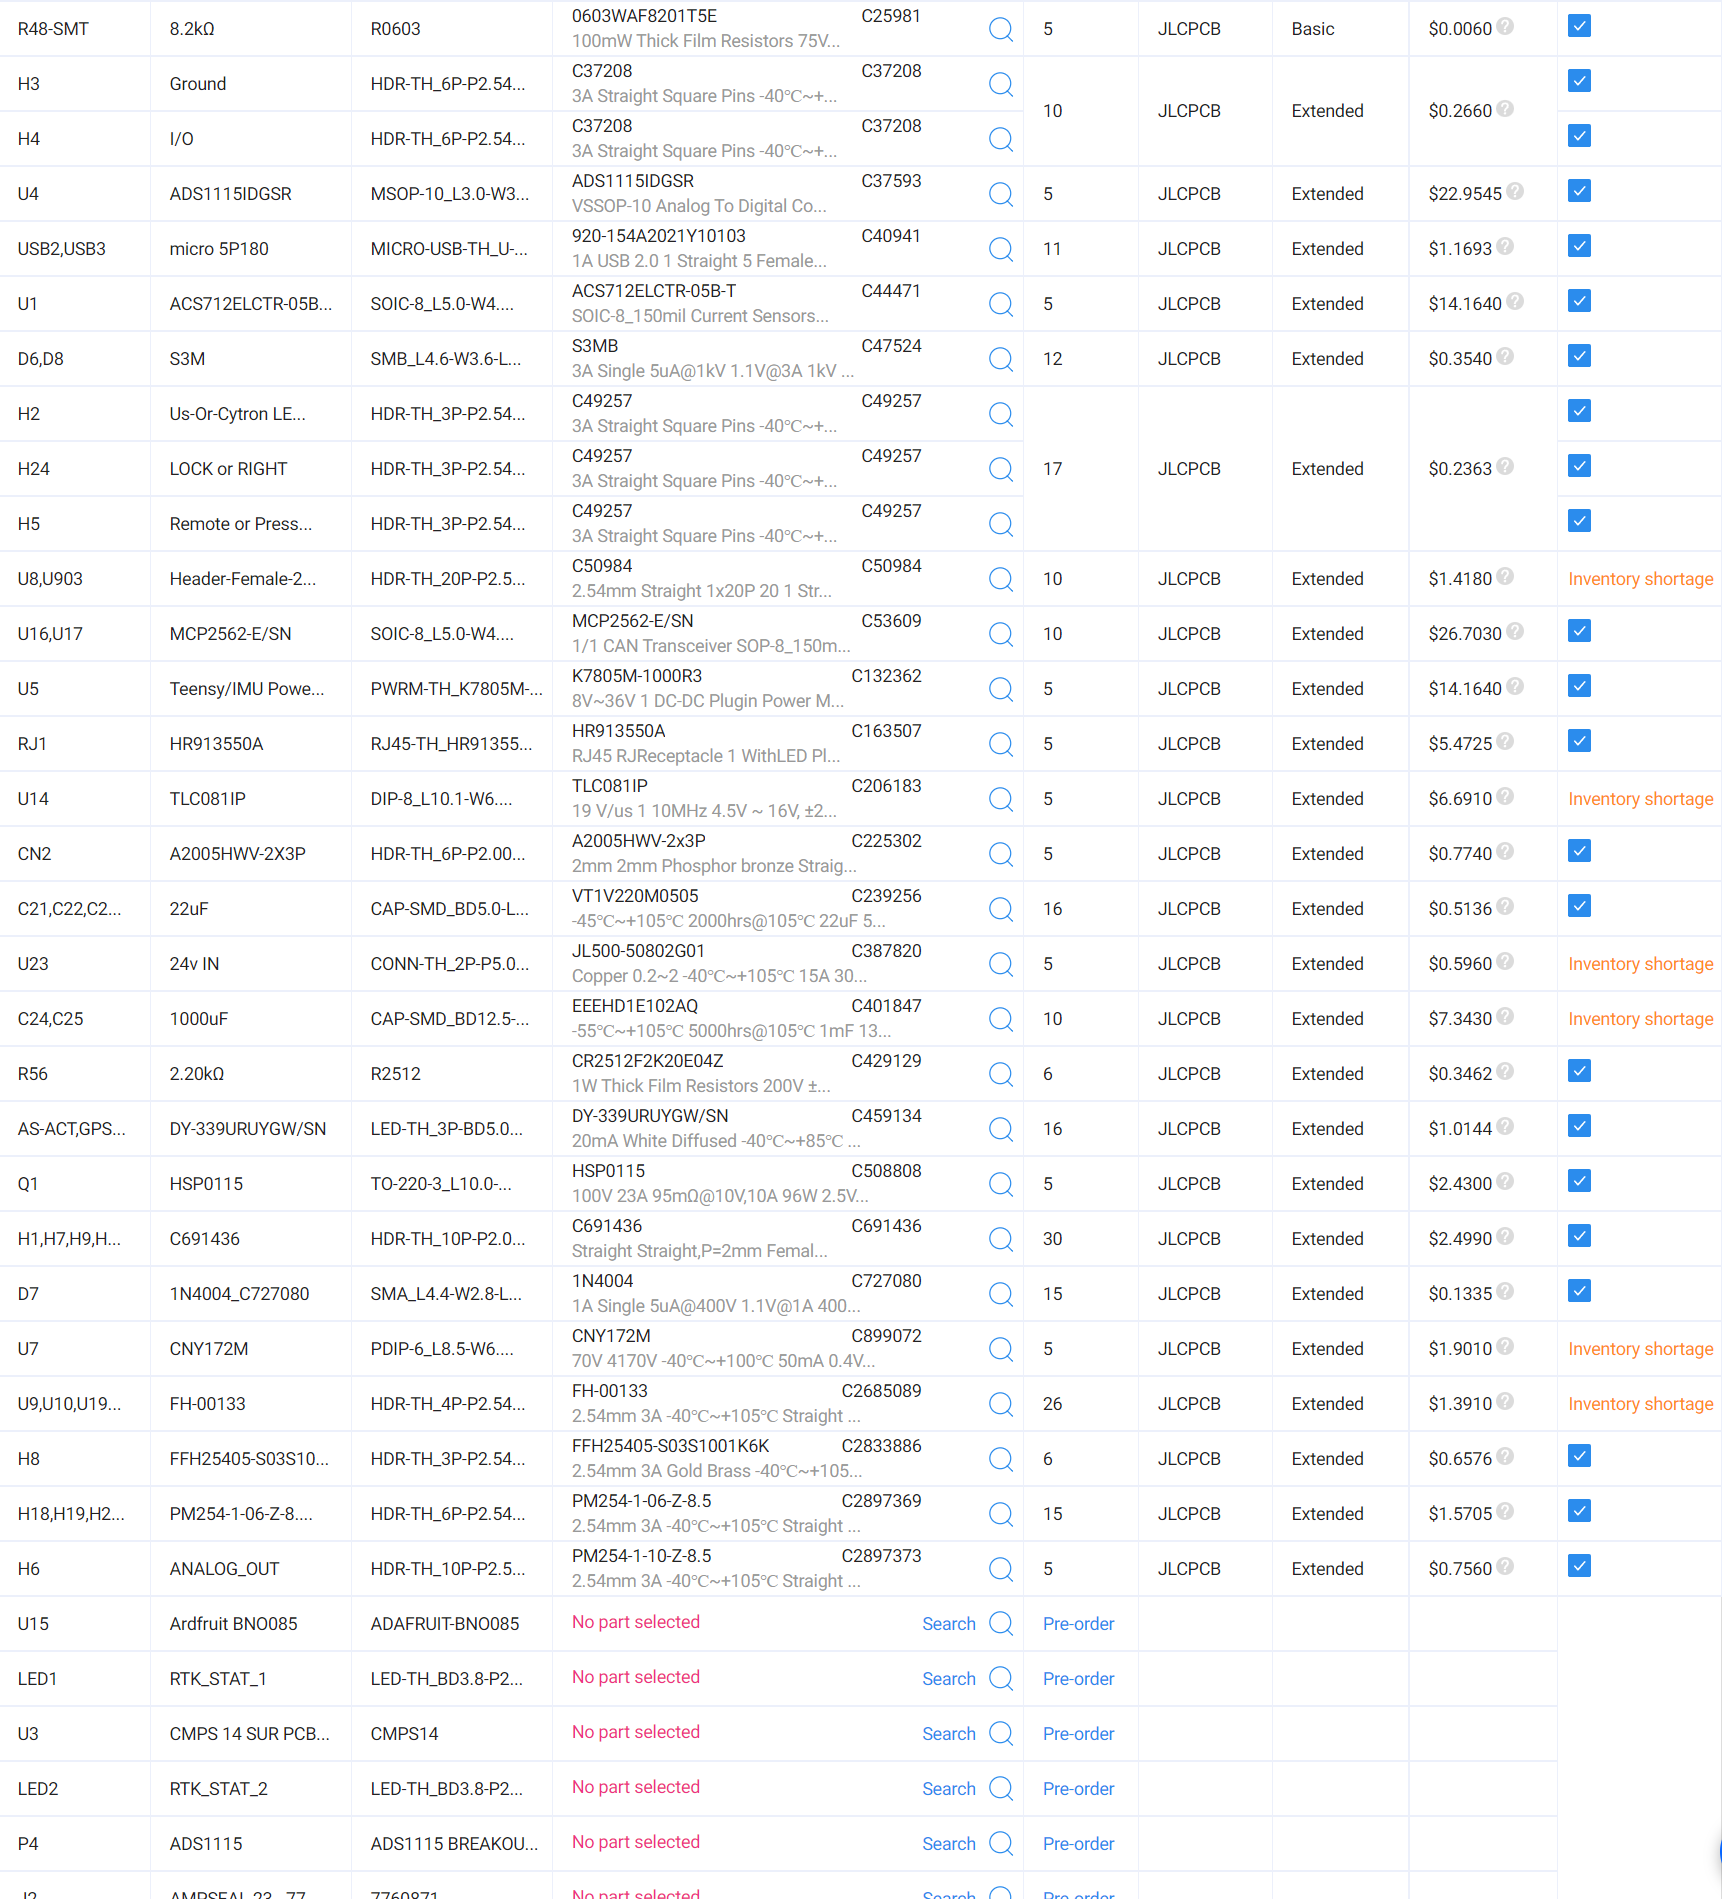 R48-SMT 8.2kΩ R0603 0603WAF8201T5E C25981 5 JLCPCB Basic $0.0060
100mW Thick Film Resistors 75V...
H3 Ground HDR-TH_6P-P2.54... C37208 C37208
3A Straight Square Pins -40℃~+...
10 JLCPCB Extended $0.2660
H4 I/O HDR-TH_6P-P2.54... C37208 C37208
3A Straight Square Pins -40℃~+...
U4 ADS1115IDGSR MSOP-10_L3.0-W3... ADS1115IDGSR C37593 5 JLCPCB Extended $22.9545
VSSOP-10 Analog To Digital Co...
USB2,USB3 micro 5P180 MICRO-USB-TH_U-... 920-154A2021Y10103 C40941 11 JLCPCB Extended $1.1693
1A USB 2.0 1 Straight 5 Female...
U1 ACS712ELCTR-05B... SOIC-8_L5.0-W4.... ACS712ELCTR-05B-T C44471 5 JLCPCB Extended $14.1640
SOIC-8_150mil Current Sensors...
D6,D8 S3M SMB_L4.6-W3.6-L... S3MB C47524 12 JLCPCB Extended $0.3540
3A Single 5uA@1kV 1.1V@3A 1kV ...
H2 Us-Or-Cytron LE... HDR-TH_3P-P2.54... C49257 C49257
3A Straight Square Pins -40℃~+...
H24 LOCK or RIGHT HDR-TH_3P-P2.54... C49257 C49257 17 JLCPCB Extended $0.2363
3A Straight Square Pins -40℃~+...
H5 Remote or Press... HDR-TH_3P-P2.54... C49257 C49257
3A Straight Square Pins -40℃~+...
U8,U903 Header-Female-2... HDR-TH_20P-P2.5... C50984 C50984 10 JLCPCB Extended $1.4180 Inventory shortage
2.54mm Straight 1x20P 20 1 Str...
U16,U17 MCP2562-E/SN SOIC-8_L5.0-W4.... MCP2562-E/SN C53609 10 JLCPCB Extended $26.7030
1/1 CAN Transceiver SOP-8_150m...
U5 Teensy/IMU Powe... PWRM-TH_K7805M-... K7805M-1000R3 C132362 5 JLCPCB Extended $14.1640
8V~36V 1 DC-DC Plugin Power M...
RJ1 HR913550A RJ45-TH_HR91355... HR913550A C163507 5 JLCPCB Extended $5.4725
RJ45 RJReceptacle 1 WithLED Pl...
U14 TLC081IP DIP-8_L10.1-W6.... TLC081IP C206183 5 JLCPCB Extended $6.6910 Inventory shortage
19 V/us 1 10MHz 4.5V ~ 16V, ±2...
CN2 A2005HWV-2X3P HDR-TH_6P-P2.00... A2005HWV-2x3P C225302 5 JLCPCB Extended $0.7740
2mm 2mm Phosphor bronze Straig...
C21,C22,C2... 22uF CAP-SMD_BD5.0-L... VT1V220M0505 C239256 16 JLCPCB Extended $0.5136
-45℃~+105℃ 2000hrs@105℃ 22uF 5...
U23 24v IN CONN-TH_2P-P5.0... JL500-50802G01 C387820 5 JLCPCB Extended $0.5960 Inventory shortage
Copper 0.2~2 -40℃~+105℃ 15A 30...
C24,C25 1000uF CAP-SMD_BD12.5-... EEEHD1E102AQ C401847 10 JLCPCB Extended $7.3430 Inventory shortage
-55℃~+105℃ 5000hrs@105℃ 1mF 13...
R56 2.20kΩ R2512 CR2512F2K20E04Z C429129 6 JLCPCB Extended $0.3462
1W Thick Film Resistors 200V ±...
AS-ACT,GPS... DY-339URUYGW/SN LED-TH_3P-BD5.0... DY-339URUYGW/SN C459134 16 JLCPCB Extended $1.0144
20mA White Diffused -40℃~+85℃ ...
Q1 HSP0115 TO-220-3_L10.0-... HSP0115 C508808 5 JLCPCB Extended $2.4300
100V 23A 95mΩ@10V,10A 96W 2.5V...
H1,H7,H9,H... C691436 HDR-TH_10P-P2.0... C691436 C691436 30 JLCPCB Extended $2.4990
Straight Straight,P=2mm Femal...
D7 1N4004_C727080 SMA_L4.4-W2.8-L... 1N4004 C727080 15 JLCPCB Extended $0.1335
1A Single 5uA@400V 1.1V@1A 400...
U7 CNY172M PDIP-6_L8.5-W6.... CNY172M C899072 5 JLCPCB Extended $1.9010 Inventory shortage
70V 4170V -40℃~+100℃ 50mA 0.4V...
U9,U10,U19... FH-00133 HDR-TH_4P-P2.54... FH-00133 C2685089 26 JLCPCB Extended $1.3910 Inventory shortage
2.54mm 3A -40℃~+105℃ Straight ...
H8 FFH25405-S03S10... HDR-TH_3P-P2.54... FFH25405-S03S1001K6K C2833886 6 JLCPCB Extended $0.6576
2.54mm 3A Gold Brass -40℃~+105...
H18,H19,H2... PM254-1-06-Z-8.... HDR-TH_6P-P2.54... PM254-1-06-Z-8.5 C2897369 15 JLCPCB Extended $1.5705
2.54mm 3A -40℃~+105℃ Straight ...
H6 ANALOG_OUT HDR-TH_10P-P2.5... PM254-1-10-Z-8.5 C2897373 5 JLCPCB Extended $0.7560
2.54mm 3A -40℃~+105℃ Straight ...
U15 Ardfruit BNO085 ADAFRUIT-BNO085 No part selected Search Pre-order
LED1 RTK_STAT_1 LED-TH_BD3.8-P2... No part selected Search Pre-order
U3 CMPS 14 SUR PCB... CMPS14 No part selected Search Pre-order
LED2 RTK_STAT_2 LED-TH_BD3.8-P2... No part selected Search Pre-order
P4 ADS1115 ADS1115 BREAKOU... No part selected Search Pre-order
AMPSEAL 23 77 No part selected Search Pre-order